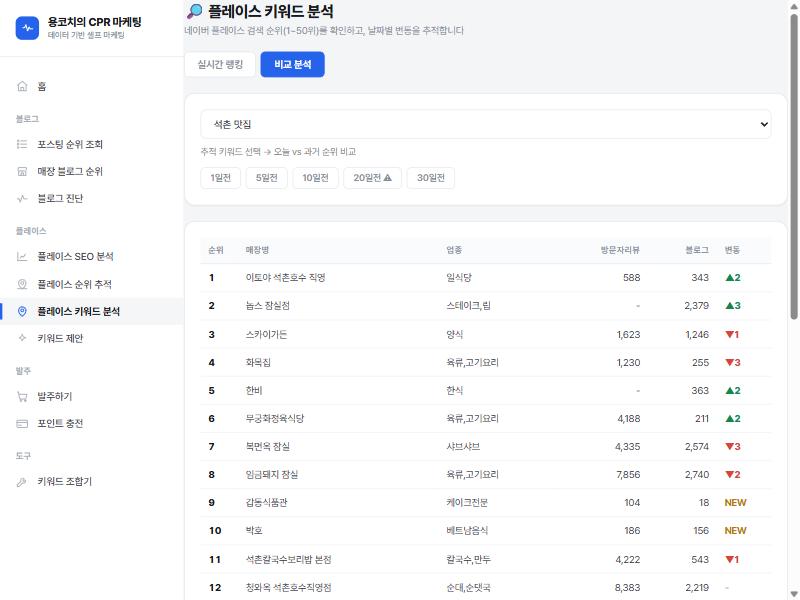 용코치의 CPR 마케팅
데이터 기반 셀프 마케팅
홈
블로그
포스팅 순위 조회
매장 블로그 순위
블로그 진단
플레이스
플레이스 SEO 분석
플레이스 순위 추적
플레이스 키워드 분석
키워드 제안
발주
발주하기
포인트 충전
도구
키워드 조합기
플레이스 키워드 분석
네이버 플레이스 검색 순위(1~50위)를 확인하고, 날짜별 변동을 추적합니다
실시간 랭킹 비교 분석
석촌 맛집
추적 키워드 선택 → 오늘 vs 과거 순위 비교
1일전 5일전 10일전 20일전 ⚠ 30일전
순위 매장명 업종 방문자리뷰 블로그 변동
1 이토야 석촌호수 직영 일식당 588 343 ▲2
2 눕스 잠실점 스테이크,립 - 2,379 ▲3
3 스카이가든 양식 1,623 1,246 ▼1
4 화목집 육류,고기요리 1,230 255 ▼3
5 한비 한식 - 363 ▲2
6 무궁화정육식당 육류,고기요리 4,188 211 ▲2
7 복면옥 잠실 샤브샤브 4,335 2,574 ▼3
8 임금돼지 잠실 육류,고기요리 7,856 2,740 ▼2
9 감동식품관 케이크전문 104 18 NEW
10 박호 베트남음식 186 156 NEW
11 석촌칼국수보리밥 본점 칼국수,만두 4,222 543 ▼1
12 청와옥 석촌호수직영점 순대,순댓국 8,383 2,219 -